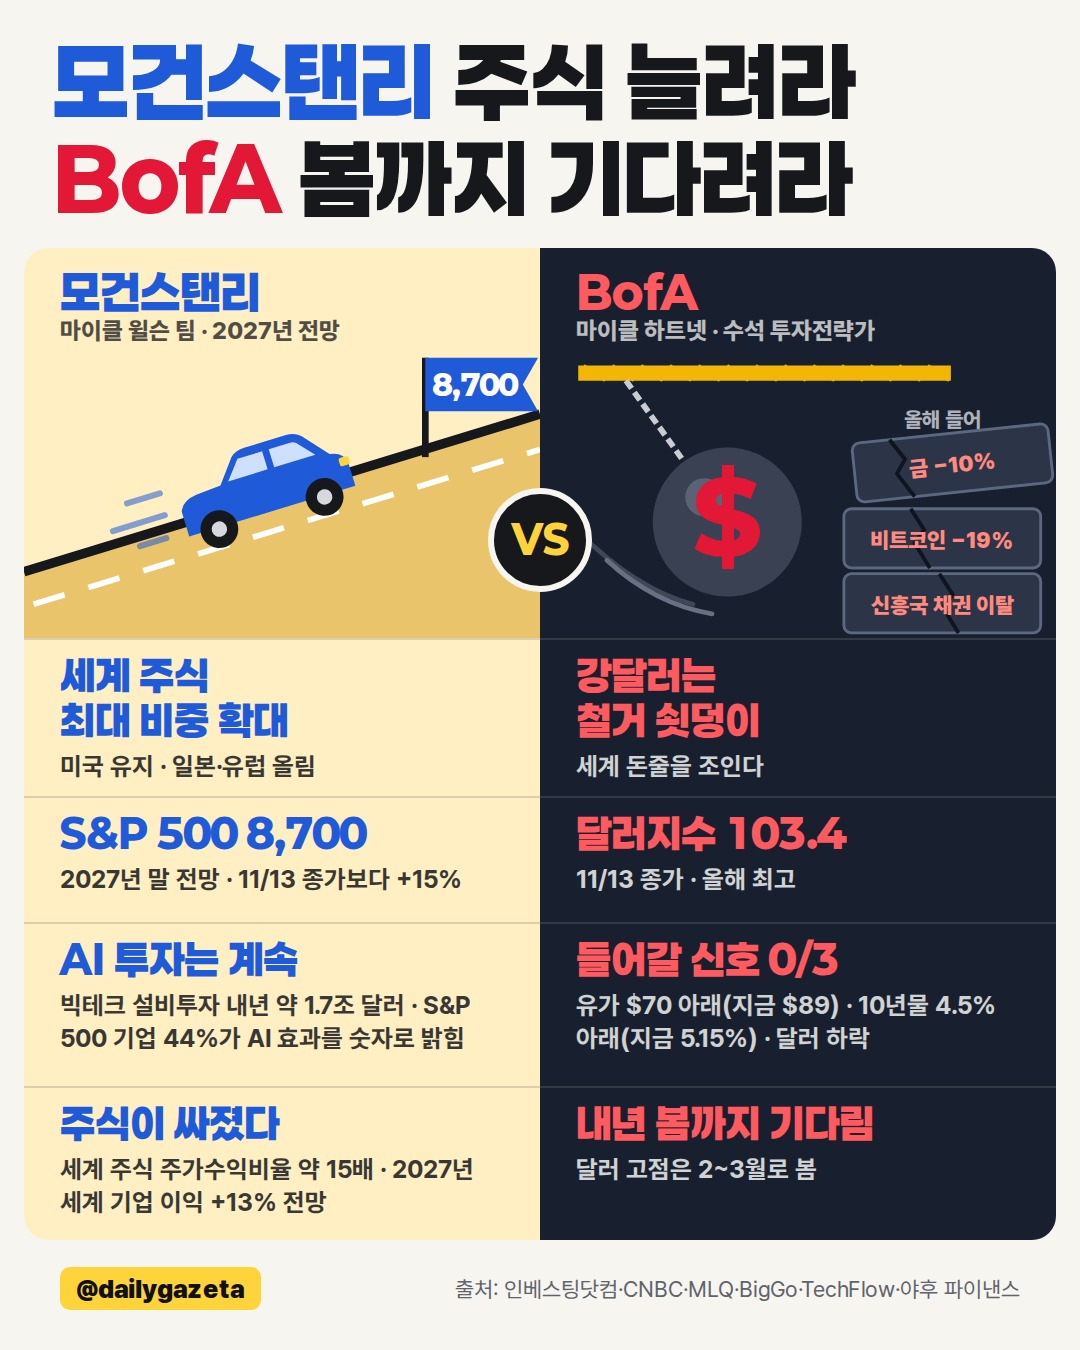 모건스탠리 주식 늘려라
BofA 봄까지 기다려라
모건스탠리
마이클 윌슨 팀 · 2027년 전망
8,700
BofA
마이클 하트넷 · 수석 투자전략가
올해 들어
금 −10%
비트코인 −19%
신흥국 채권 이탈
$
VS
세계 주식
최대 비중 확대
미국 유지 · 일본·유럽 올림
강달러는
철거 쇳덩이
세계 돈줄을 조인다
S&P 500 8,700
2027년 말 전망 · 11/13 종가보다 +15%
달러지수 103.4
11/13 종가 · 올해 최고
AI 투자는 계속
빅테크 설비투자 내년 약 1.7조 달러 · S&P
500 기업 44%가 AI 효과를 숫자로 밝힘
들어갈 신호 0/3
유가 $70 아래(지금 $89) · 10년물 4.5%
아래(지금 5.15%) · 달러 하락
주식이 싸졌다
세계 주식 주가수익비율 약 15배 · 2027년
세계 기업 이익 +13% 전망
내년 봄까지 기다림
달러 고점은 2~3월로 봄
@dailygazeta
출처: 인베스팅닷컴·CNBC·MLQ·BigGo·TechFlow·야후 파이낸스